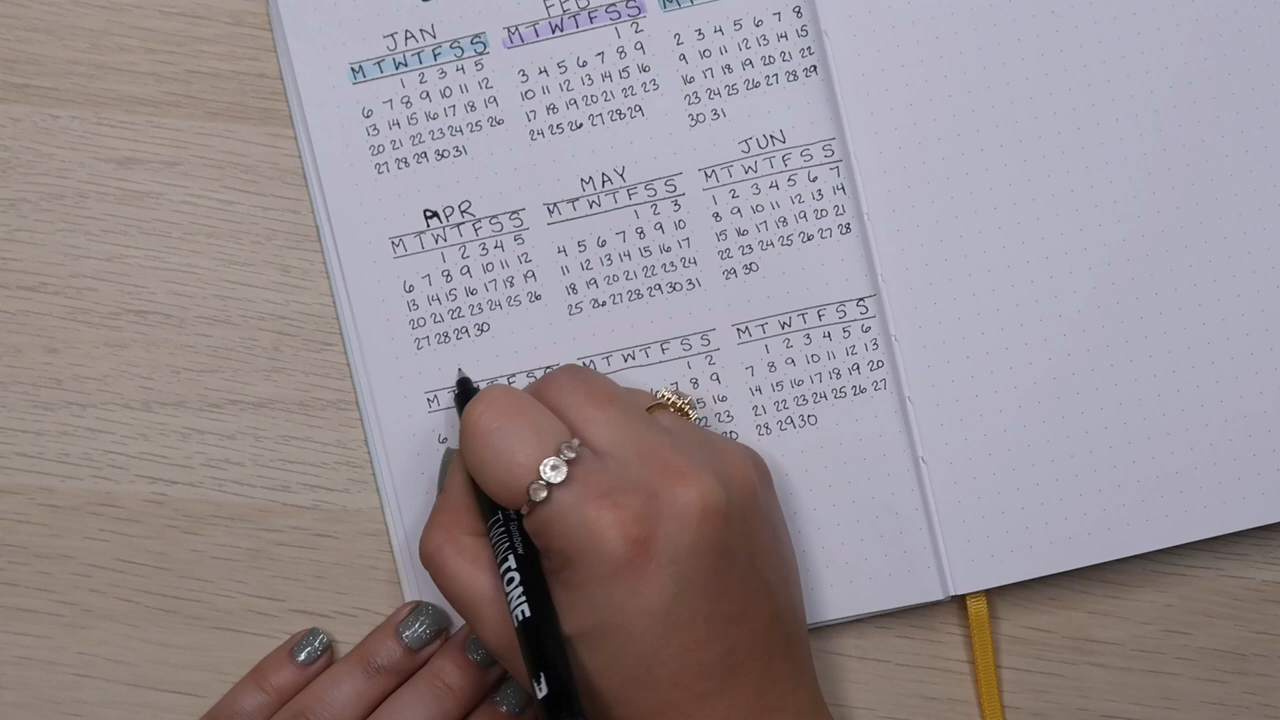 JAN
M T W T F S S
1 2 3 4 5
6 7 8 9 10 11 12
13 14 15 16 17 18 19
20 21 22 23 24 25 26
27 28 29 30 31
FEB
M T W T F S S
1 2
3 4 5 6 7 8 9
10 11 12 13 14 15 16
17 18 19 20 21 22 23
24 25 26 27 28 29
2 3 4 5 6 7 8
9 10 11 12 13 14 15
16 17 18 19 20 21 22
23 24 25 26 27 28 29
30 31
APR
M T W T F S S
1 2 3 4 5
6 7 8 9 10 11 12
13 14 15 16 17 18 19
20 21 22 23 24 25 26
27 28 29 30
MAY
M T W T F S S
1 2 3
4 5 6 7 8 9 10
11 12 13 14 15 16 17
18 19 20 21 22 23 24
25 26 27 28 29 30 31
JUN
M T W T F S S
1 2 3 4 5 6 7
8 9 10 11 12 13 14
15 16 17 18 19 20 21
22 23 24 25 26 27 28
29 30
M T
6
M T W T F S S
1 2
7 8 9
15 16
22 23
M T W T F S S
1 2 3 4 5 6
7 8 9 10 11 12 13
14 15 16 17 18 19 20
21 22 23 24 25 26 27
28 29 30
Tombow
TWINTONE